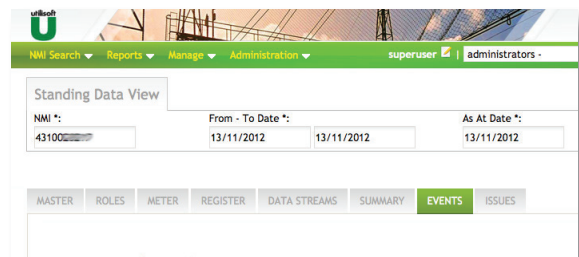 utilisoft
U
NMI Search Reports Manage Administration superuser | administrators -
Standing Data View
NMI *: From - To Date *: As At Date *:
43100 13/11/2012 13/11/2012 13/11/2012
MASTER ROLES METER REGISTER DATA STREAMS SUMMARY EVENTS ISSUES